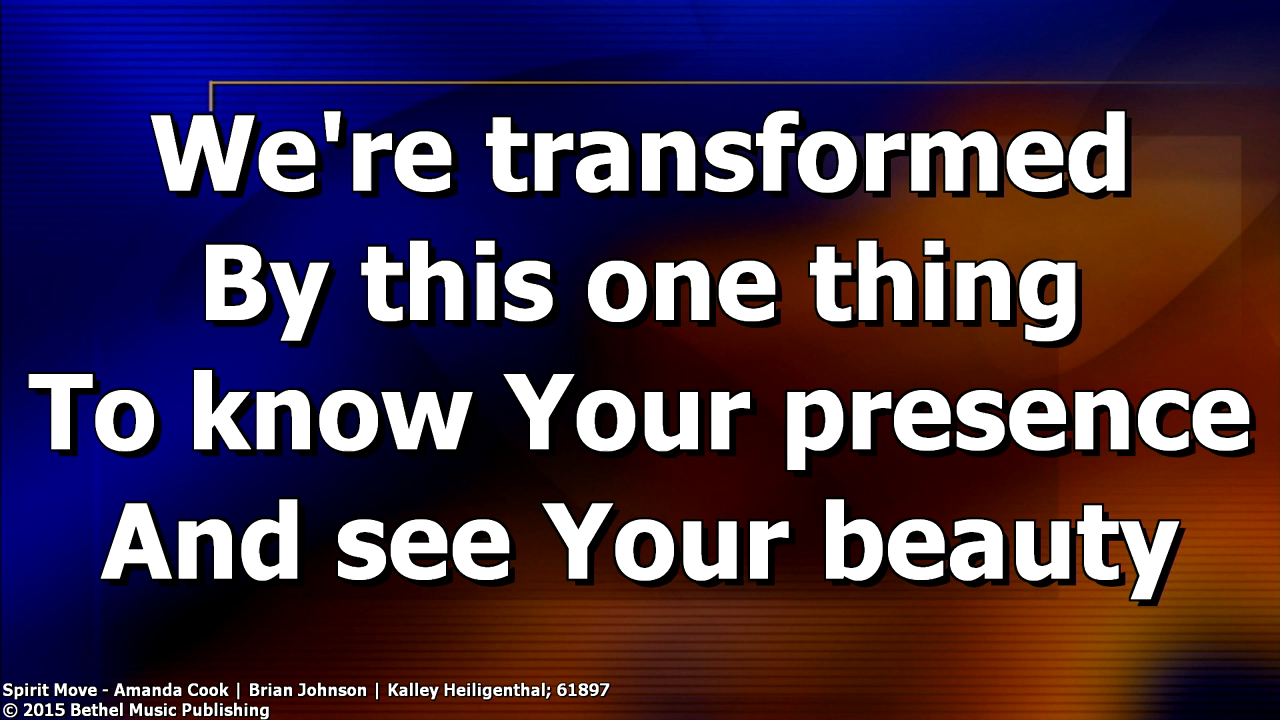 We're transformed
By this one thing
To know Your presence
And see Your beauty
Spirit Move - Amanda Cook | Brian Johnson | Kalley Heiligenthal; 61897
© 2015 Bethel Music Publishing